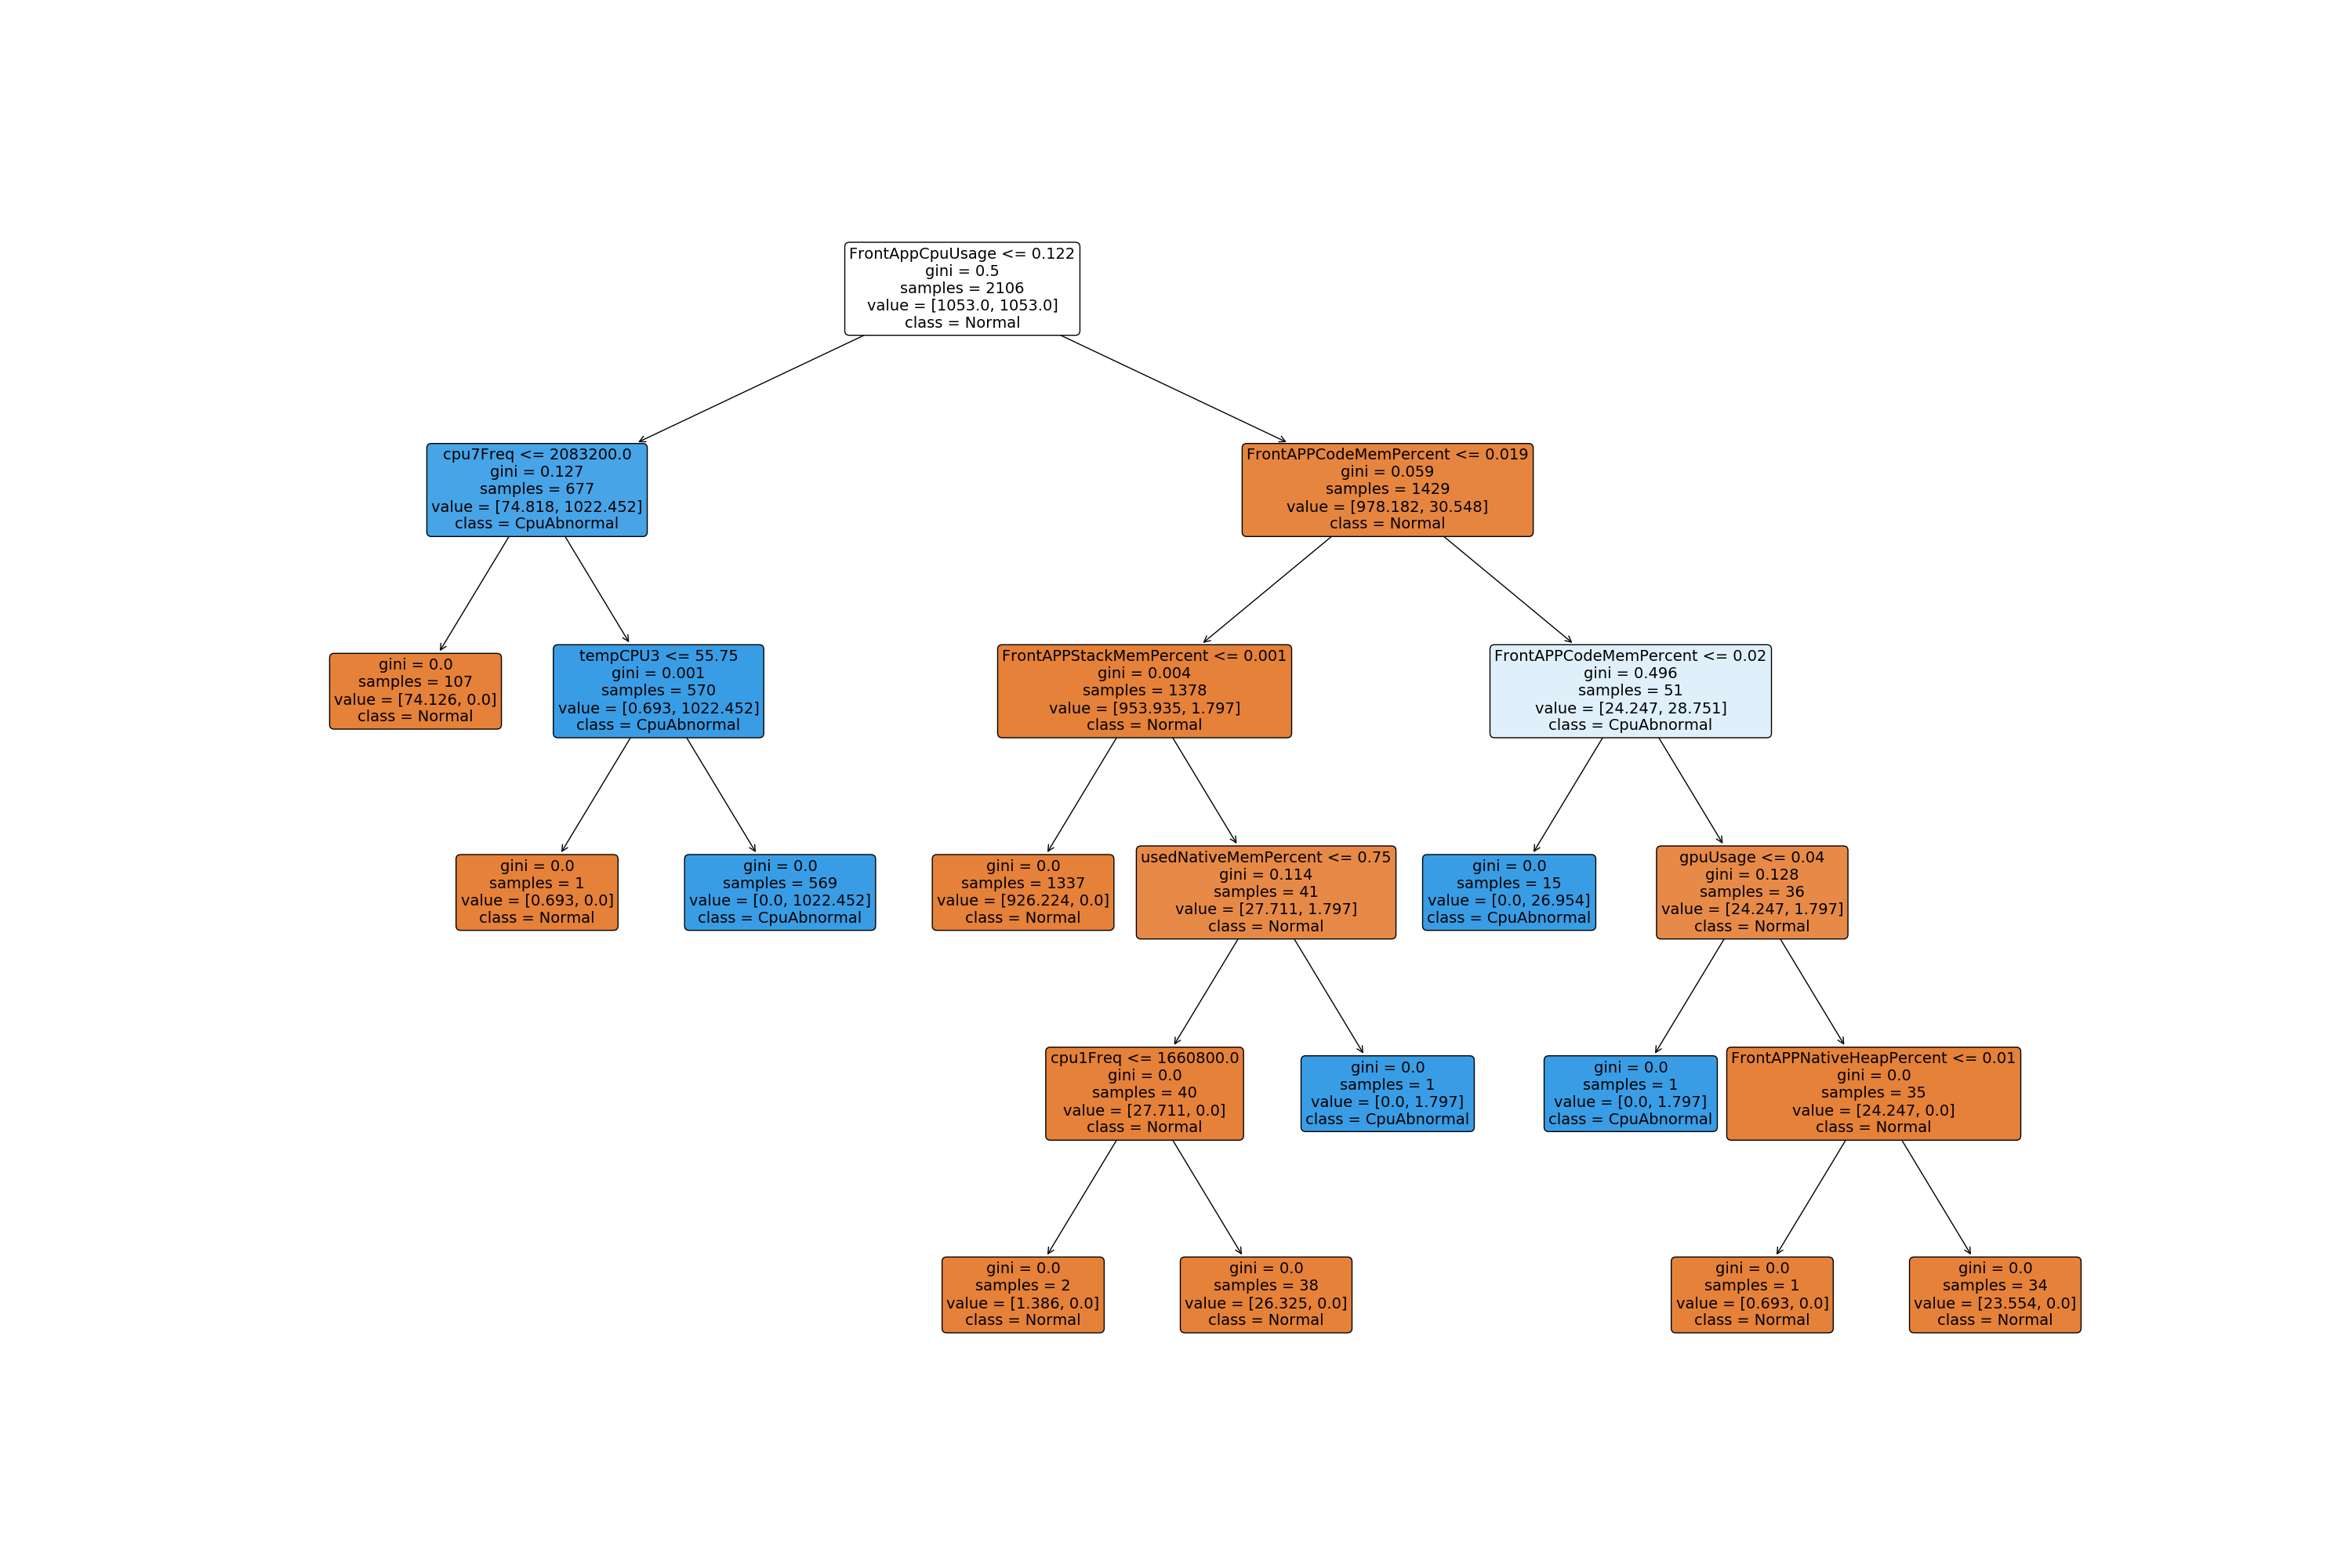 FrontAppCpuUsage <= 0.122
gini = 0.5
samples = 2106
value = [1053.0, 1053.0]
class = Normal
cpu7Freq <= 2083200.0
gini = 0.127
samples = 677
value = [74.818, 1022.452]
class = CpuAbnormal
FrontAPPCodeMemPercent <= 0.019
gini = 0.059
samples = 1429
value = [978.182, 30.548]
class = Normal
gini = 0.0
samples = 107
value = [74.126, 0.0]
class = Normal
tempCPU3 <= 55.75
gini = 0.001
samples = 570
value = [0.693, 1022.452]
class = CpuAbnormal
FrontAPPStackMemPercent <= 0.001
gini = 0.004
samples = 1378
value = [953.935, 1.797]
class = Normal
FrontAPPCodeMemPercent <= 0.02
gini = 0.496
samples = 51
value = [24.247, 28.751]
class = CpuAbnormal
gini = 0.0
samples = 1
value = [0.693, 0.0]
class = Normal
gini = 0.0
samples = 569
value = [0.0, 1022.452]
class = CpuAbnormal
gini = 0.0
samples = 1337
value = [926.224, 0.0]
class = Normal
usedNativeMemPercent <= 0.75
gini = 0.114
samples = 41
value = [27.711, 1.797]
class = Normal
gini = 0.0
samples = 15
value = [0.0, 26.954]
class = CpuAbnormal
gpuUsage <= 0.04
gini = 0.128
samples = 36
value = [24.247, 1.797]
class = Normal
cpu1Freq <= 1660800.0
gini = 0.0
samples = 40
value = [27.711, 0.0]
class = Normal
gini = 0.0
samples = 1
value = [0.0, 1.797]
class = CpuAbnormal
gini = 0.0
samples = 1
value = [0.0, 1.797]
class = CpuAbnormal
FrontAPPNativeHeapPercent <= 0.01
gini = 0.0
samples = 35
value = [24.247, 0.0]
class = Normal
gini = 0.0
samples = 2
value = [1.386, 0.0]
class = Normal
gini = 0.0
samples = 38
value = [26.325, 0.0]
class = Normal
gini = 0.0
samples = 1
value = [0.693, 0.0]
class = Normal
gini = 0.0
samples = 34
value = [23.554, 0.0]
class = Normal